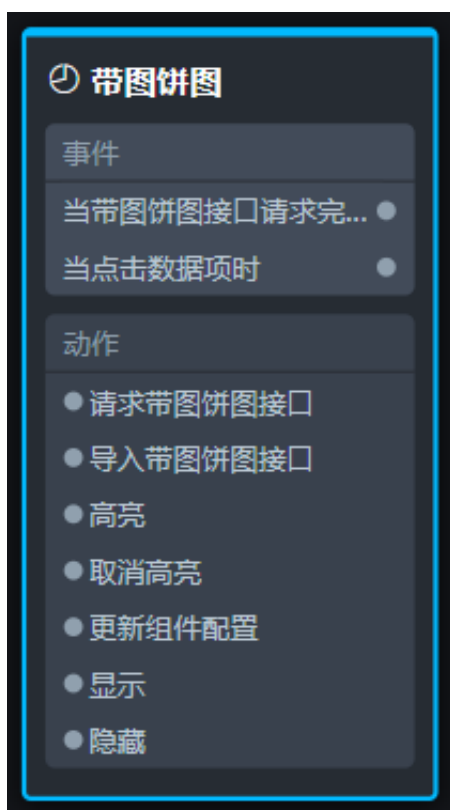 带图饼图
事件
当带图饼图接口请求完...
当点击数据项时
动作
请求带图饼图接口
导入带图饼图接口
高亮
取消高亮
更新组件配置
显示
隐藏